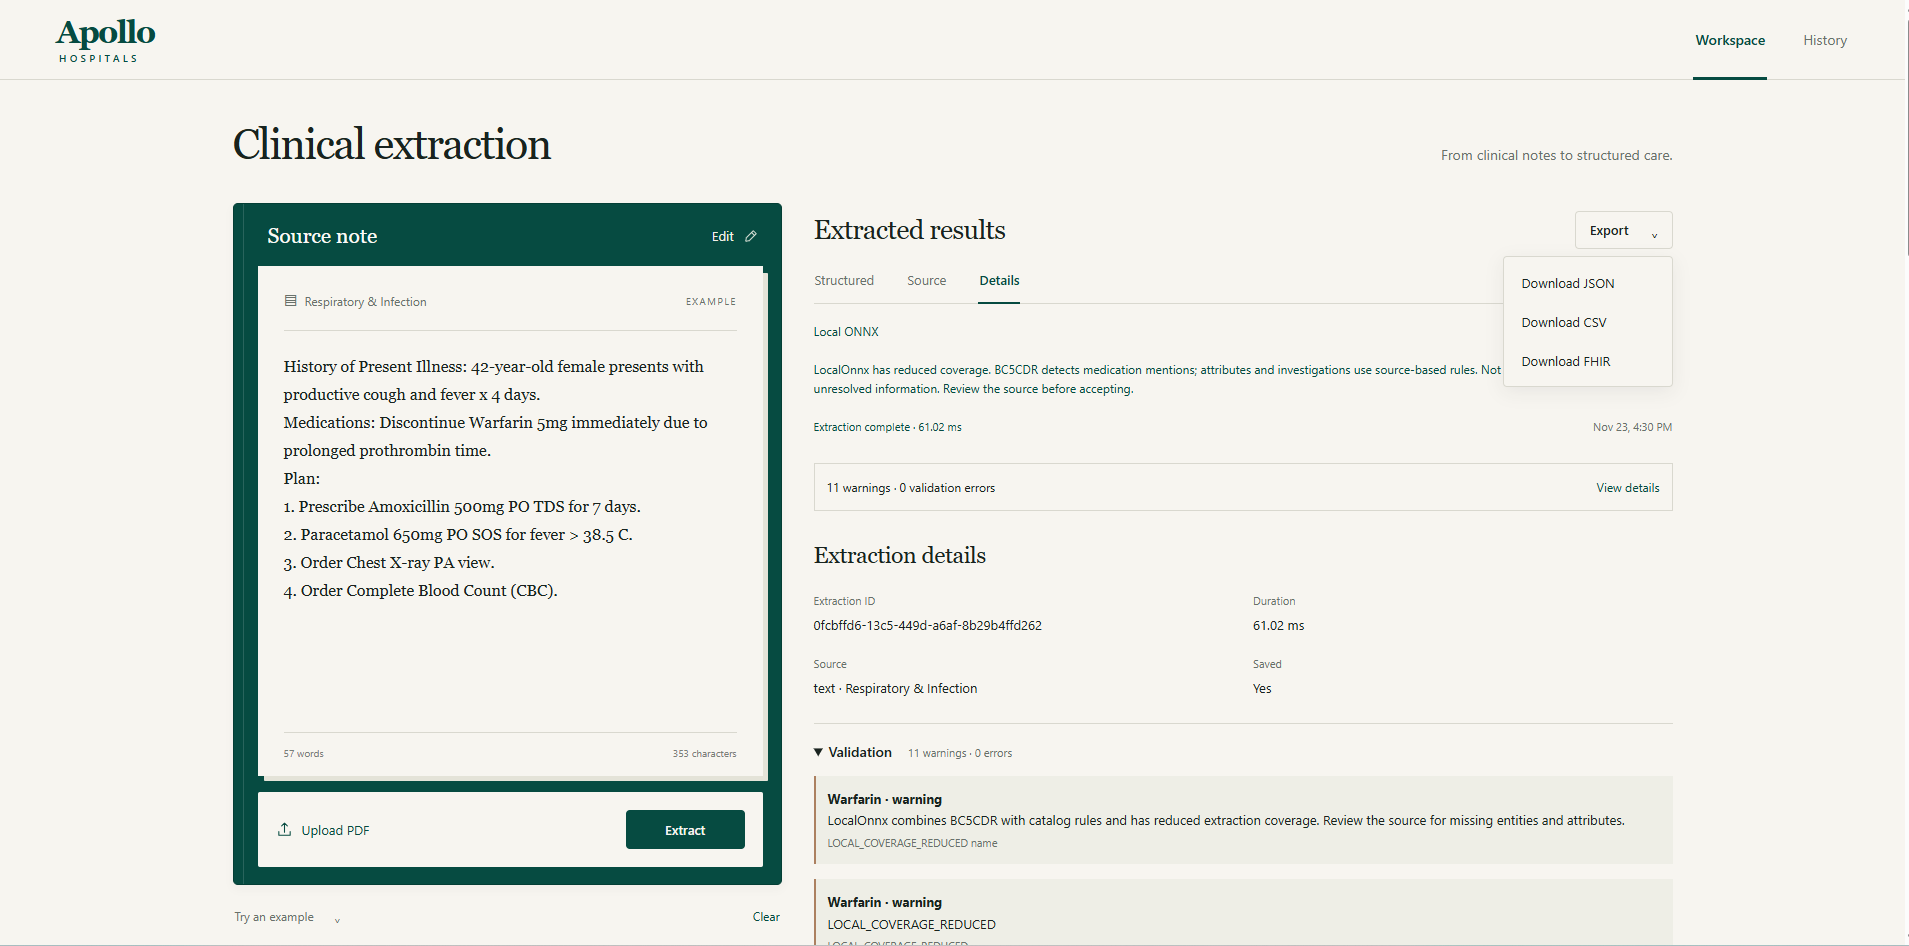 Apollo
HOSPITALS
Workspace
History
Clinical extraction
From clinical notes to structured care.
Source note
Edit
Respiratory & Infection
EXAMPLE
History of Present Illness: 42-year-old female presents with
productive cough and fever x 4 days.
Medications: Discontinue Warfarin 5mg immediately due to
prolonged prothrombin time.
Plan:
1. Prescribe Amoxicillin 500mg PO TDS for 7 days.
2. Paracetamol 650mg PO SOS for fever > 38.5 C.
3. Order Chest X-ray PA view.
4. Order Complete Blood Count (CBC).
57 words
353 characters
Upload PDF
Extract
Try an example
Clear
Extracted results
Export
Download JSON
Download CSV
Download FHIR
Structured
Source
Details
Local ONNX
LocalOnnx has reduced coverage. BC5CDR detects medication mentions; attributes and investigations use source-based rules. Not
unresolved information. Review the source before accepting.
Extraction complete · 61.02 ms
Nov 23, 4:30 PM
11 warnings · 0 validation errors
View details
Extraction details
Extraction ID
Duration
0fcbffd6-13c5-449d-a6af-8b29b4ffd262
61.02 ms
Source
Saved
text · Respiratory & Infection
Yes
Validation
11 warnings · 0 errors
Warfarin · warning
LocalOnnx combines BC5CDR with catalog rules and has reduced extraction coverage. Review the source for missing entities and attributes.
LOCAL_COVERAGE_REDUCED name
Warfarin · warning
LOCAL_COVERAGE_REDUCED
LOCAL_COVERAGE_REDUCED